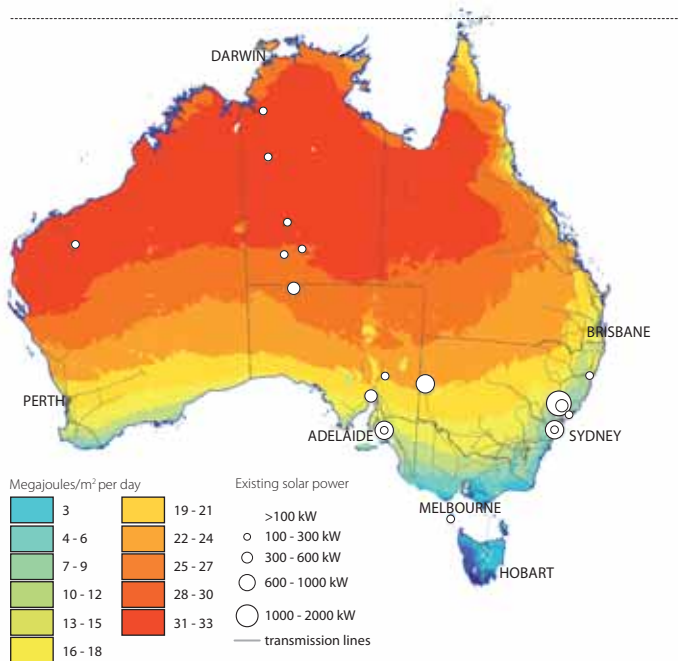 DARWIN
BRISBANE
PERTH
ADELAIDE
SYDNEY
MELBOURNE
HOBART
Megajoules/m² per day
3
4 - 6
7 - 9
10 - 12
13 - 15
16 - 18
19 - 21
22 - 24
25 - 27
28 - 30
31 - 33
Existing solar power
>100 kW
100 - 300 kW
300 - 600 kW
600 - 1000 kW
1000 - 2000 kW
transmission lines